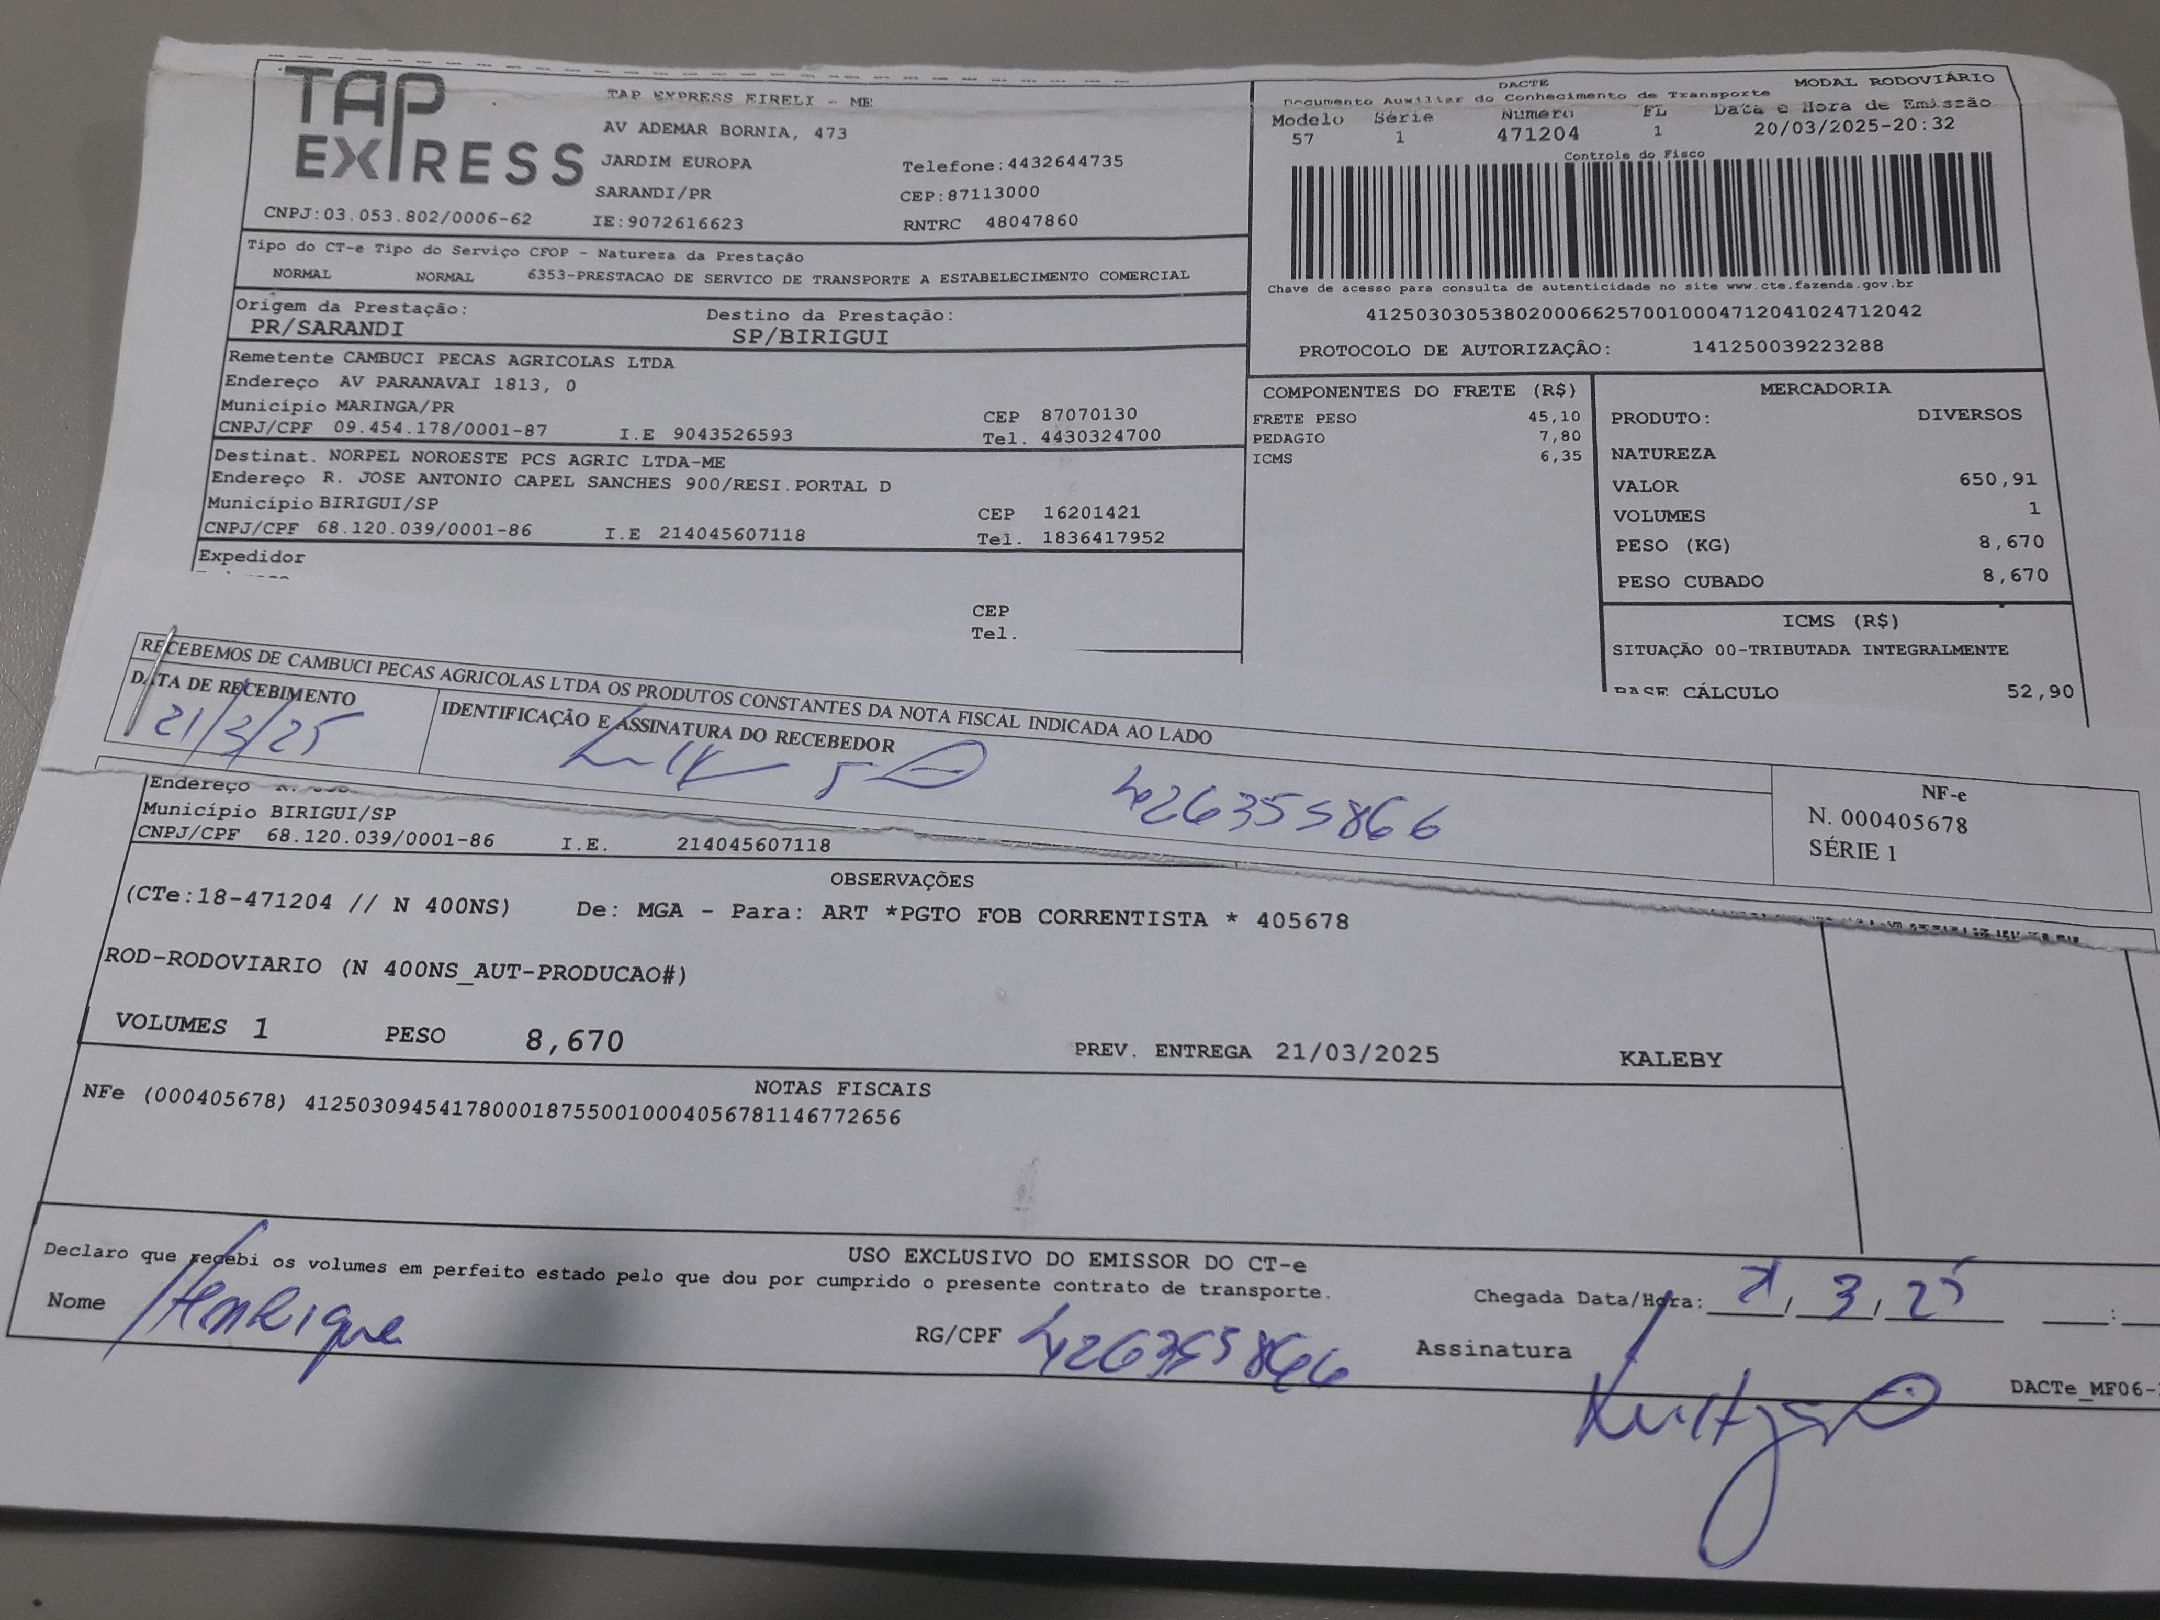 TAP EXPRESS
TAP EXPRESS EIRELI - ME
AV ADEMAR BORNIA, 473
JARDIM EUROPA Telefone:4432644735
SARANDI/PR CEP:87113000
CNPJ:03.053.802/0006-62 IE:9072616623 RNTRC 48047860
DACTE MODAL RODOVIÁRIO
Documento Auxiliar do Conhecimento de Transporte
Modelo Série Número FL Data e Hora de Emissão
57 1 471204 1 20/03/2025-20:32
Controle do Fisco
Chave de acesso para consulta de autenticidade no site www.cte.fazenda.gov.br
41250303053802000662570010004712041024712042
PROTOCOLO DE AUTORIZAÇÂO: 141250039223288
Tipo do CT-e Tipo do Serviço CFOP - Natureza da Prestação
NORMAL NORMAL 6353-PRESTACAO DE SERVICO DE TRANSPORTE A ESTABELECIMENTO COMERCIAL
Origem da Prestação: Destino da Prestação:
PR/SARANDI SP/BIRIGUI
Remetente CAMBUCI PECAS AGRICOLAS LTDA
Endereço AV PARANAVAI 1813, 0
Município MARINGA/PR CEP 87070130
CNPJ/CPF 09.454.178/0001-87 I.E 9043526593 Tel. 4430324700
Destinat. NORPEL NOROESTE PCS AGRIC LTDA-ME
Endereço R. JOSE ANTONIO CAPEL SANCHES 900/RESI.PORTAL D
Município BIRIGUI/SP CEP 16201421
CNPJ/CPF 68.120.039/0001-86 I.E 214045607118 Tel. 1836417952
Expedidor
CEP
Tel.
COMPONENTES DO FRETE (R$)
FRETE PESO 45,10
PEDAGIO 7,80
ICMS 6,35
MERCADORIA
PRODUTO: DIVERSOS
NATUREZA
VALOR 650,91
VOLUMES 1
PESO (KG) 8,670
PESO CUBADO 8,670
ICMS (R$)
SITUAÇÃO 00-TRIBUTADA INTEGRALMENTE
BASE CÁLCULO 52,90
RECEBEMOS DE CAMBUCI PECAS AGRICOLAS LTDA OS PRODUTOS CONSTANTES DA NOTA FISCAL INDICADA AO LADO
DATA DE RECEBIMENTO IDENTIFICAÇÃO E ASSINATURA DO RECEBEDOR
21/3/25 426355866
NF-e
N. 000405678
SÉRIE 1
Endereço
Município BIRIGUI/SP
CNPJ/CPF 68.120.039/0001-86 I.E. 214045607118
OBSERVAÇÕES
(CTe:18-471204 // N 400NS) De: MGA - Para: ART *PGTO FOB CORRENTISTA * 405678
ROD-RODOVIARIO (N 400NS_AUT-PRODUCAO#)
VOLUMES 1 PESO 8,670 PREV. ENTREGA 21/03/2025 KALEBY
NOTAS FISCAIS
NFe (000405678) 41250309454178000187550010004056781146772656
USO EXCLUSIVO DO EMISSOR DO CT-e
Declaro que recebi os volumes em perfeito estado pelo que dou por cumprido o presente contrato de transporte.
Nome Henrique RG/CPF 426355866 Chegada Data/Hora: 21, 3, 25 :
Assinatura
DACTe_MF06-